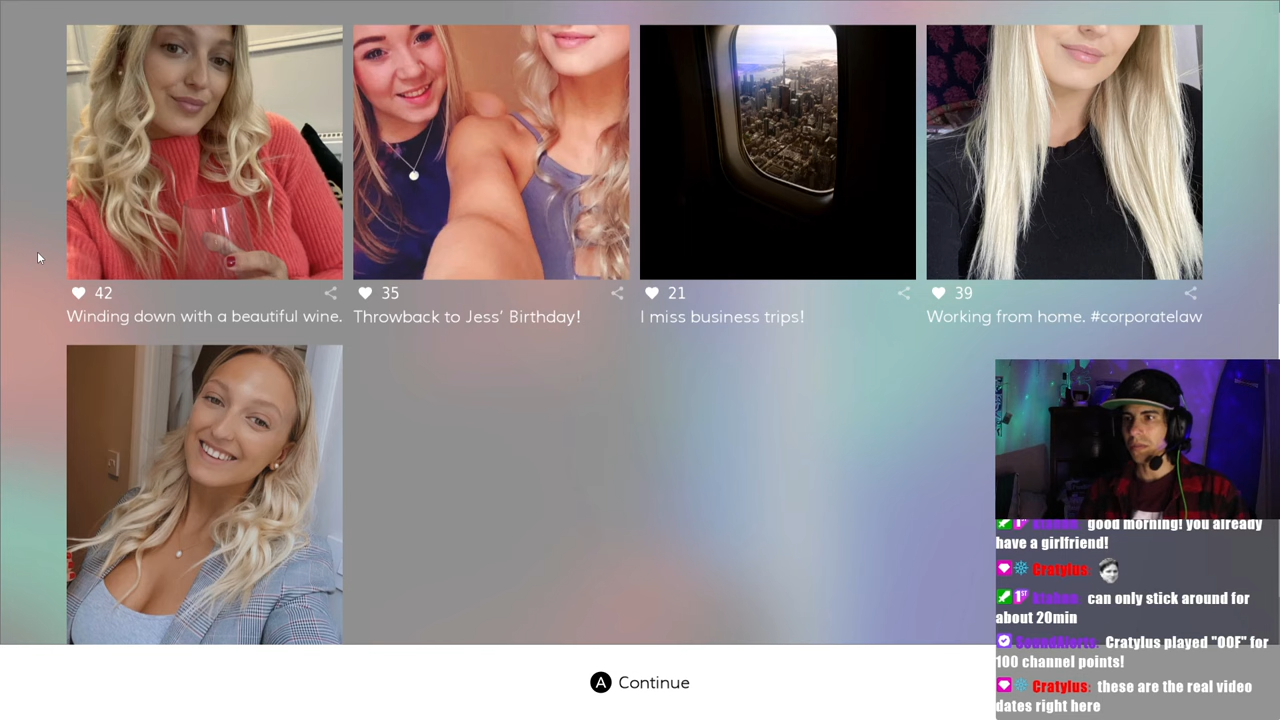 42
35
21
39
Winding down with a beautiful wine.
Throwback to Jess’ Birthday!
I miss business trips!
Working from home. #corporatelaw
good morning! you already
have a girlfriend!
Cratylus:
1ST can only stick around for
about 20min
SoundAlerts: Cratylus played "OOF" for
100 channel points!
Cratylus: these are the real video
dates right here
A Continue